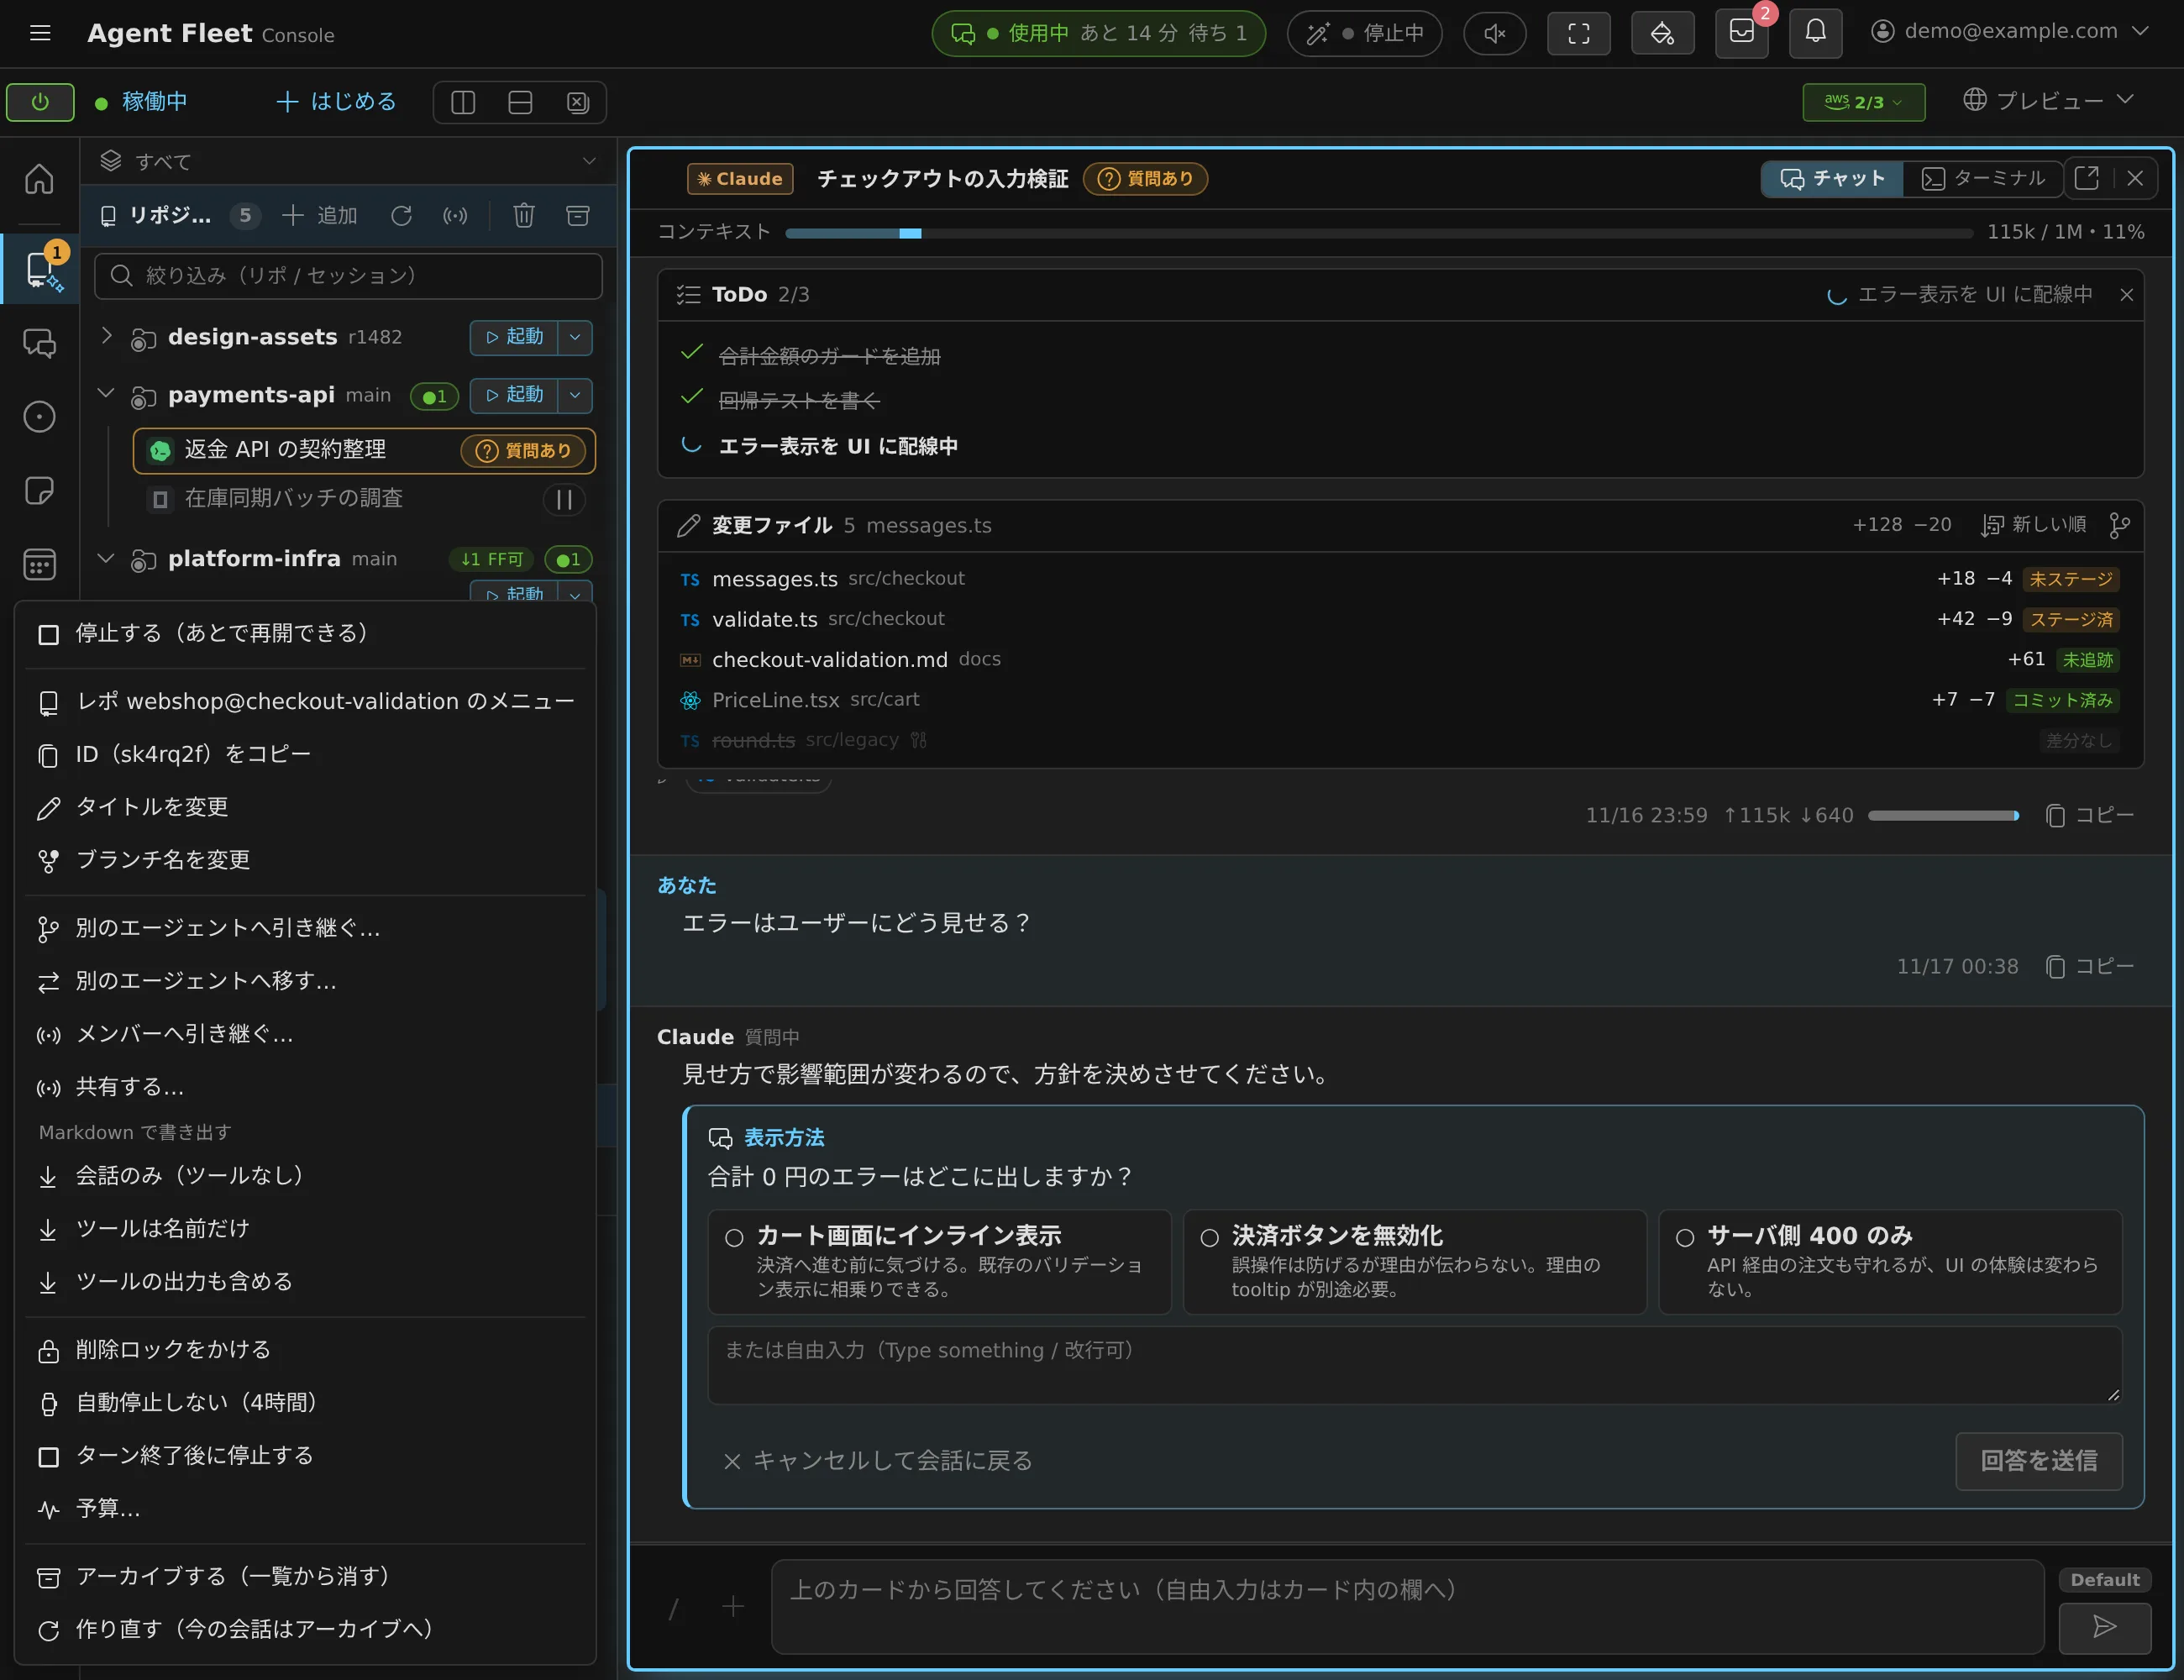 Agent Fleet Console
使用中 あと 14 分 待ち 1
停止中
2
demo@example.com
稼働中
はじめる
aws 2/3
プレビュー
すべて
リポジ... 5 追加
1
絞り込み（リポ / セッション）
design-assets r1482 起動
payments-api main 1 起動
返金 API の契約整理 質問あり
在庫同期バッチの調査
platform-infra main ↓1 FF可 1
起動
停止する（あとで再開できる）
レポ webshop@checkout-validation のメニュー
ID（sk4rq2f）をコピー
タイトルを変更
ブランチ名を変更
別のエージェントへ引き継ぐ...
別のエージェントへ移す...
メンバーへ引き継ぐ...
共有する...
Markdown で書き出す
会話のみ（ツールなし）
ツールは名前だけ
ツールの出力も含める
削除ロックをかける
自動停止しない（4時間）
ターン終了後に停止する
予算...
アーカイブする（一覧から消す）
作り直す（今の会話はアーカイブへ）
Claude チェックアウトの入力検証 質問あり
チャット ターミナル
コンテキスト 115k / 1M・11%
ToDo 2/3 エラー表示を UI に配線中
合計金額のガードを追加
回帰テストを書く
エラー表示を UI に配線中
変更ファイル 5 messages.ts +128 −20 新しい順
TS messages.ts src/checkout +18 −4 未ステージ
TS validate.ts src/checkout +42 −9 ステージ済
M↓ checkout-validation.md docs +61 未追跡
PriceLine.tsx src/cart +7 −7 コミット済み
TS round.ts src/legacy 差分なし
11/16 23:59 ↑115k ↓640 コピー
あなた
エラーはユーザーにどう見せる？
11/17 00:38 コピー
Claude 質問中
見せ方で影響範囲が変わるので、方針を決めさせてください。
表示方法
合計 0 円のエラーはどこに出しますか？
カート画面にインライン表示
決済へ進む前に気づける。既存のバリデーショ
ン表示に相乗りできる。
決済ボタンを無効化
誤操作は防げるが理由が伝わらない。理由の
tooltip が別途必要。
サーバ側 400 のみ
API 経由の注文も守れるが、UI の体験は変わら
ない。
または自由入力（Type something / 改行可）
キャンセルして会話に戻る
回答を送信
/
上のカードから回答してください（自由入力はカード内の欄へ）
Default